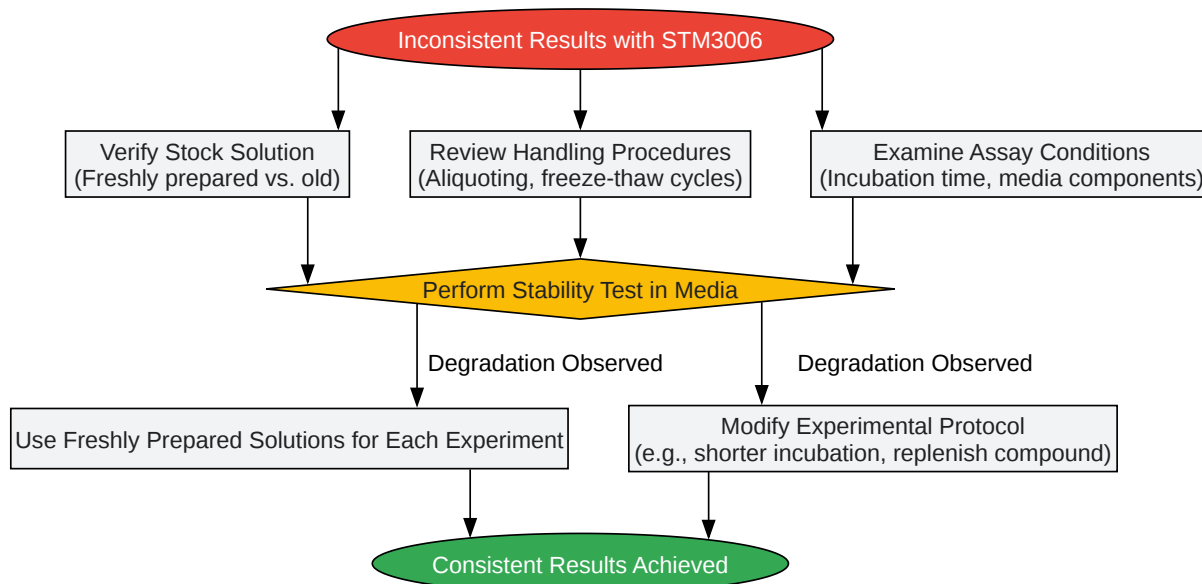 Inconsistent Results with STM3006
Verify Stock Solution
(Freshly prepared vs. old)
Review Handling Procedures
(Aliquoting, freeze-thaw cycles)
Examine Assay Conditions
(Incubation time, media components)
Perform Stability Test in Media
Degradation Observed
Degradation Observed
Use Freshly Prepared Solutions for Each Experiment
Modify Experimental Protocol
(e.g., shorter incubation, replenish compound)
Consistent Results Achieved